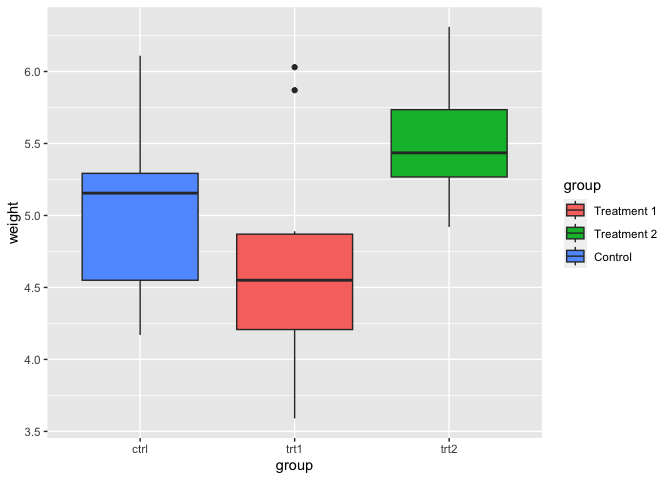 weight
6.0
5.5
5.0
4.5
4.0
3.5
ctrl
trt1
trt2
group
group
Treatment 1
Treatment 2
Control